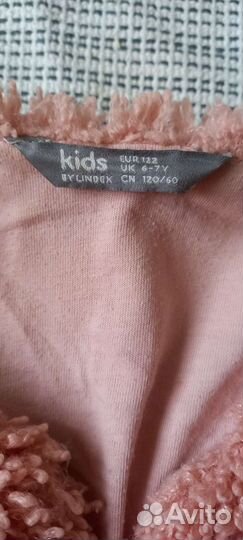 kids
BY LINDEX
EUR 122
UK 6-7Y
CN 120/60
Avito